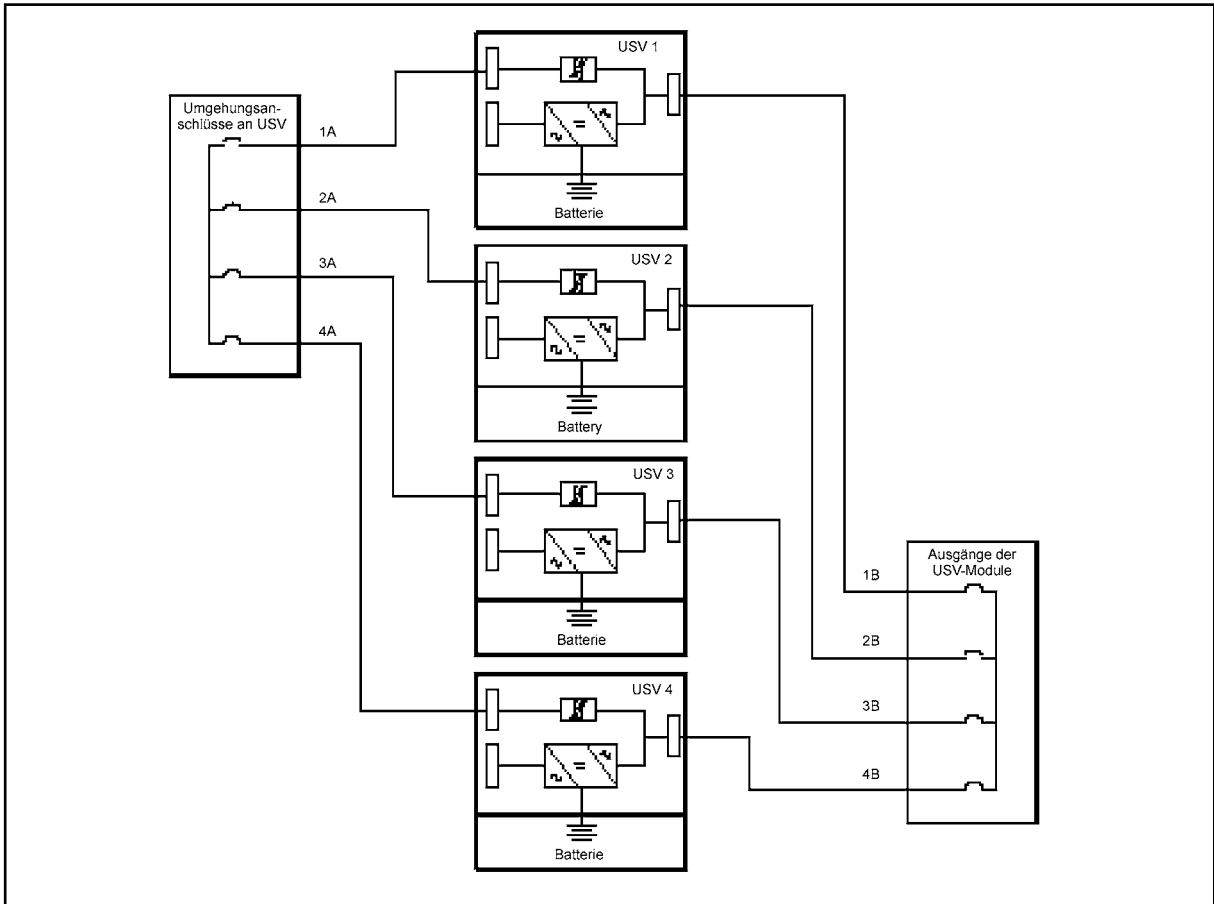 Umgehungsan-
schlüsse an USV
1A
2A
3A
4A
USV 1
=
Batterie
USV 2
=
Battery
USV 3
=
Batterie
USV 4
=
Batterie
Ausgänge der
USV-Module
1B
2B
3B
4B